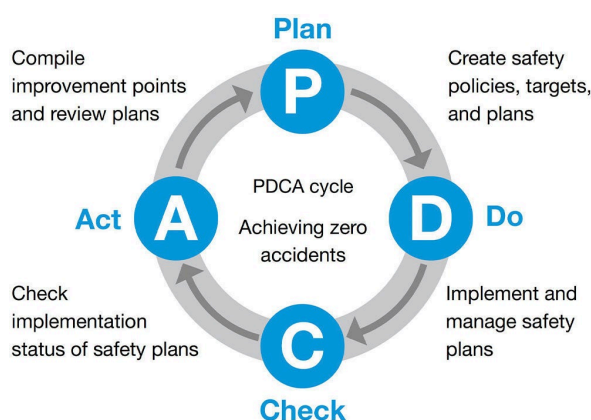 Plan
P
Compile
improvement points
and review plans
Create safety
policies, targets,
and plans
PDCA cycle
Achieving zero
accidents
Act
A
D
Do
Check
implementation
status of safety plans
Implement and
manage safety
plans
C
Check